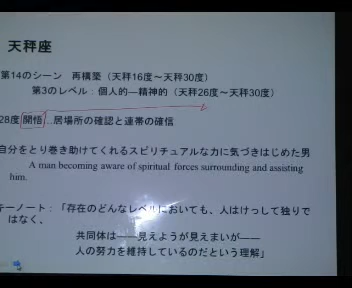 天秤座
第14のシーン　再構築（天秤16度～天秤30度）
第3のレベル：個人的―精神的（天秤26度～天秤30度）
28度 開悟…居場所の確認と連帯の確信
自分をとり巻き助けてくれるスピリチュアルな力に気づきはじめた男
A man becoming aware of spiritual forces surrounding and assisting
him.
キーノート：「存在のどんなレベルにおいても、人はけっして独りで
はなく、
共同体は――見えようが見えまいが――
人の努力を維持しているのだという理解」